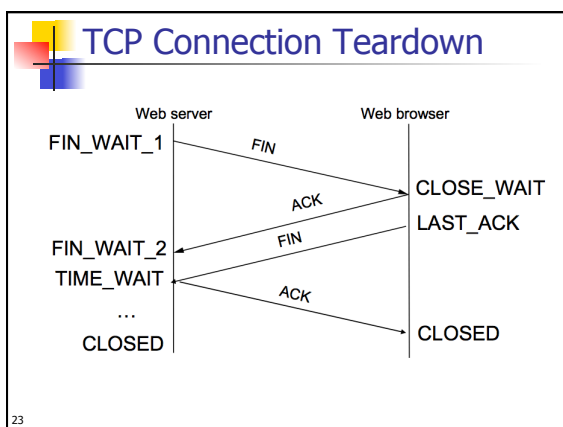 TCP Connection Teardown
Web server
Web browser
FIN_WAIT_1
FIN
CLOSE_WAIT
ACK
LAST_ACK
FIN
FIN_WAIT_2
TIME_WAIT
ACK
...
CLOSED
CLOSED
23